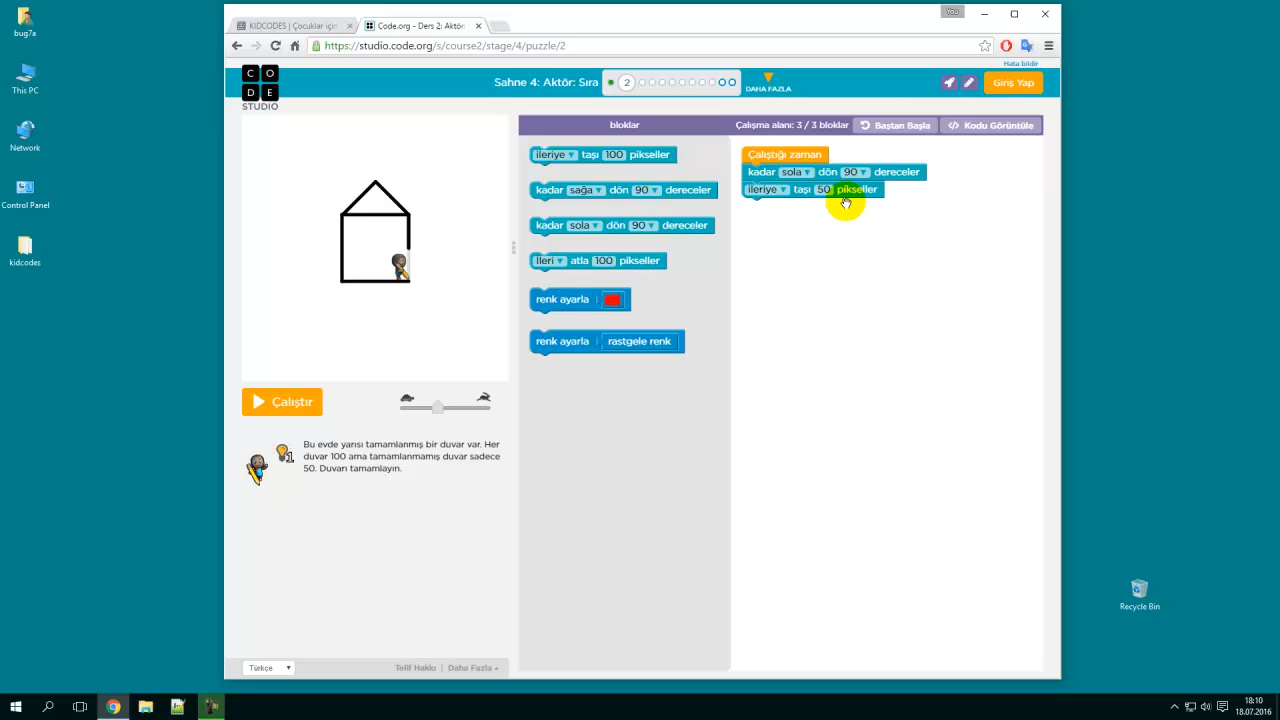 You
bug7a
This PC
Network
Control Panel
kidcodes
Recycle Bin
KIDCODES | Çocuklar için
Code.org - Ders 2: Aktör:
https://studio.code.org/s/course2/stage/4/puzzle/2
Hata bildir
C O
D E
STUDIO
Sahne 4: Aktör: Sıra
2
DAHA FAZLA
Giriş Yap
bloklar
Çalışma alanı: 3 / 3 bloklar
Baştan Başla
Kodu Görüntüle
ileriye taşı 100 pikseller
kadar sağa dön 90 dereceler
kadar sola dön 90 dereceler
İleri atla 100 pikseller
renk ayarla
renk ayarla rastgele renk
Çalıştığı zaman
kadar sola dön 90 dereceler
ileriye taşı 50 pikseller
Çalıştır
1
Bu evde yarısı tamamlanmış bir duvar var. Her
duvar 100 ama tamamlanmamış duvar sadece
50. Duvarı tamamlayın.
Türkçe
Telif Hakkı | Daha Fazla
18:10
18.07.2016